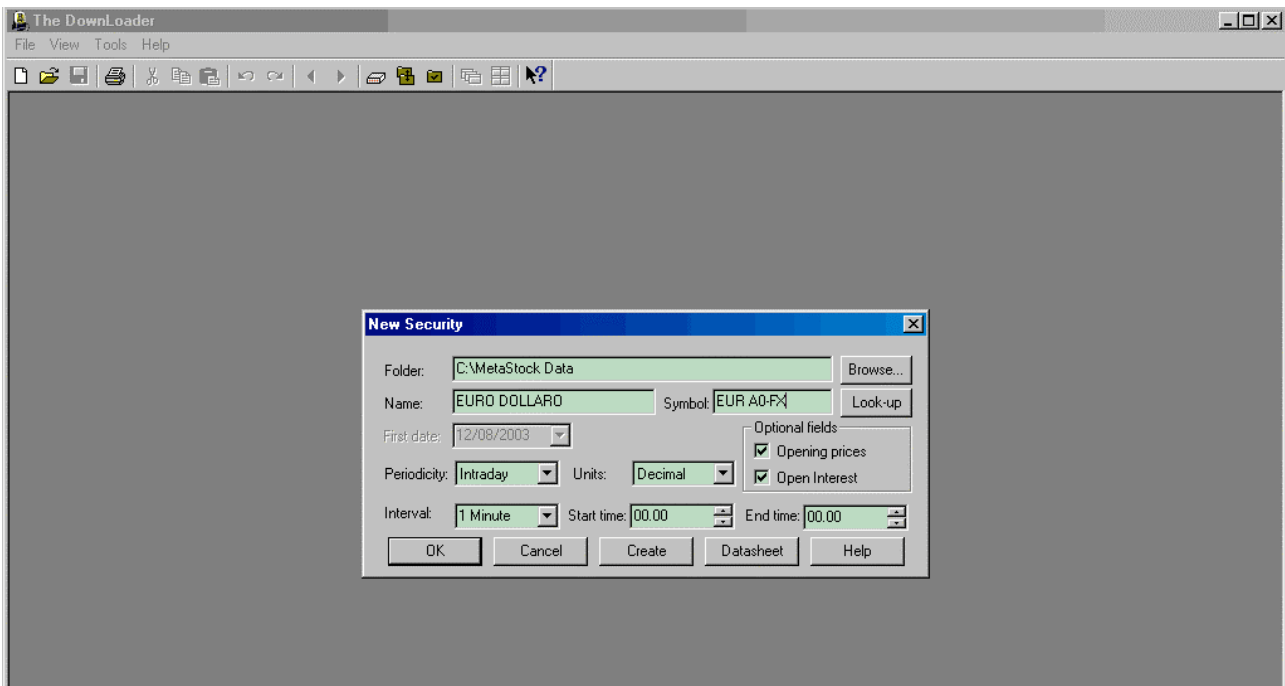 The DownLoader
File View Tools Help
New Security
Folder: C:\MetaStock Data Browse...
Name: EURO DOLLARO Symbol: EUR A0-FX Look-up
First date: 12/08/2003 Optional fields
Opening prices
Periodicity: Intraday Units: Decimal Open Interest
Interval: 1 Minute Start time: 00.00 End time: 00.00
OK Cancel Create Datasheet Help